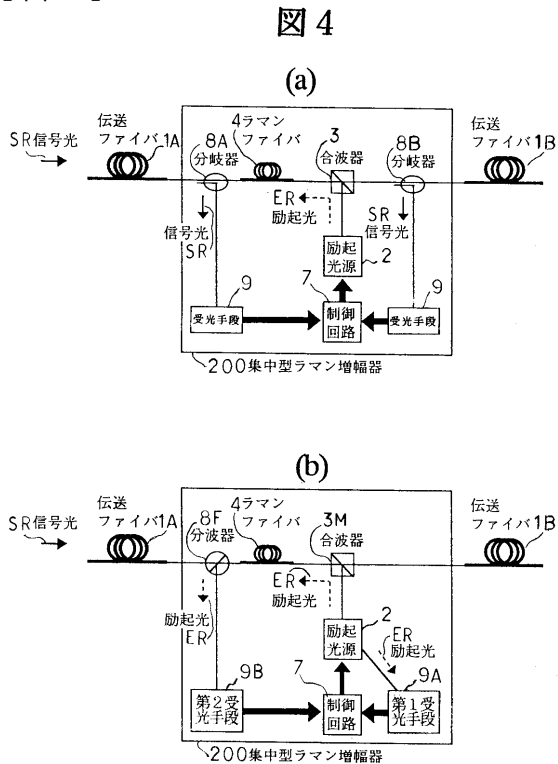 図4
(a)
伝送
ファイバ1A
SR信号光
8A
分岐器
4ラマン
ファイバ
3
合波器
8B
分岐器
伝送
ファイバ1B
ER
励起光
信号光
SR
SR
信号光
励起
光源
2
9
受光手段
7
制御
回路
9
受光手段
200集中型ラマン増幅器
(b)
伝送
ファイバ1A
SR信号光
8F
分波器
4ラマン
ファイバ
3M
合波器
伝送
ファイバ1B
ER
励起光
励起光
ER
励起
光源
2
ER
励起光
9B
第2受
光手段
7
制御
回路
9A
第1受
光手段
200集中型ラマン増幅器